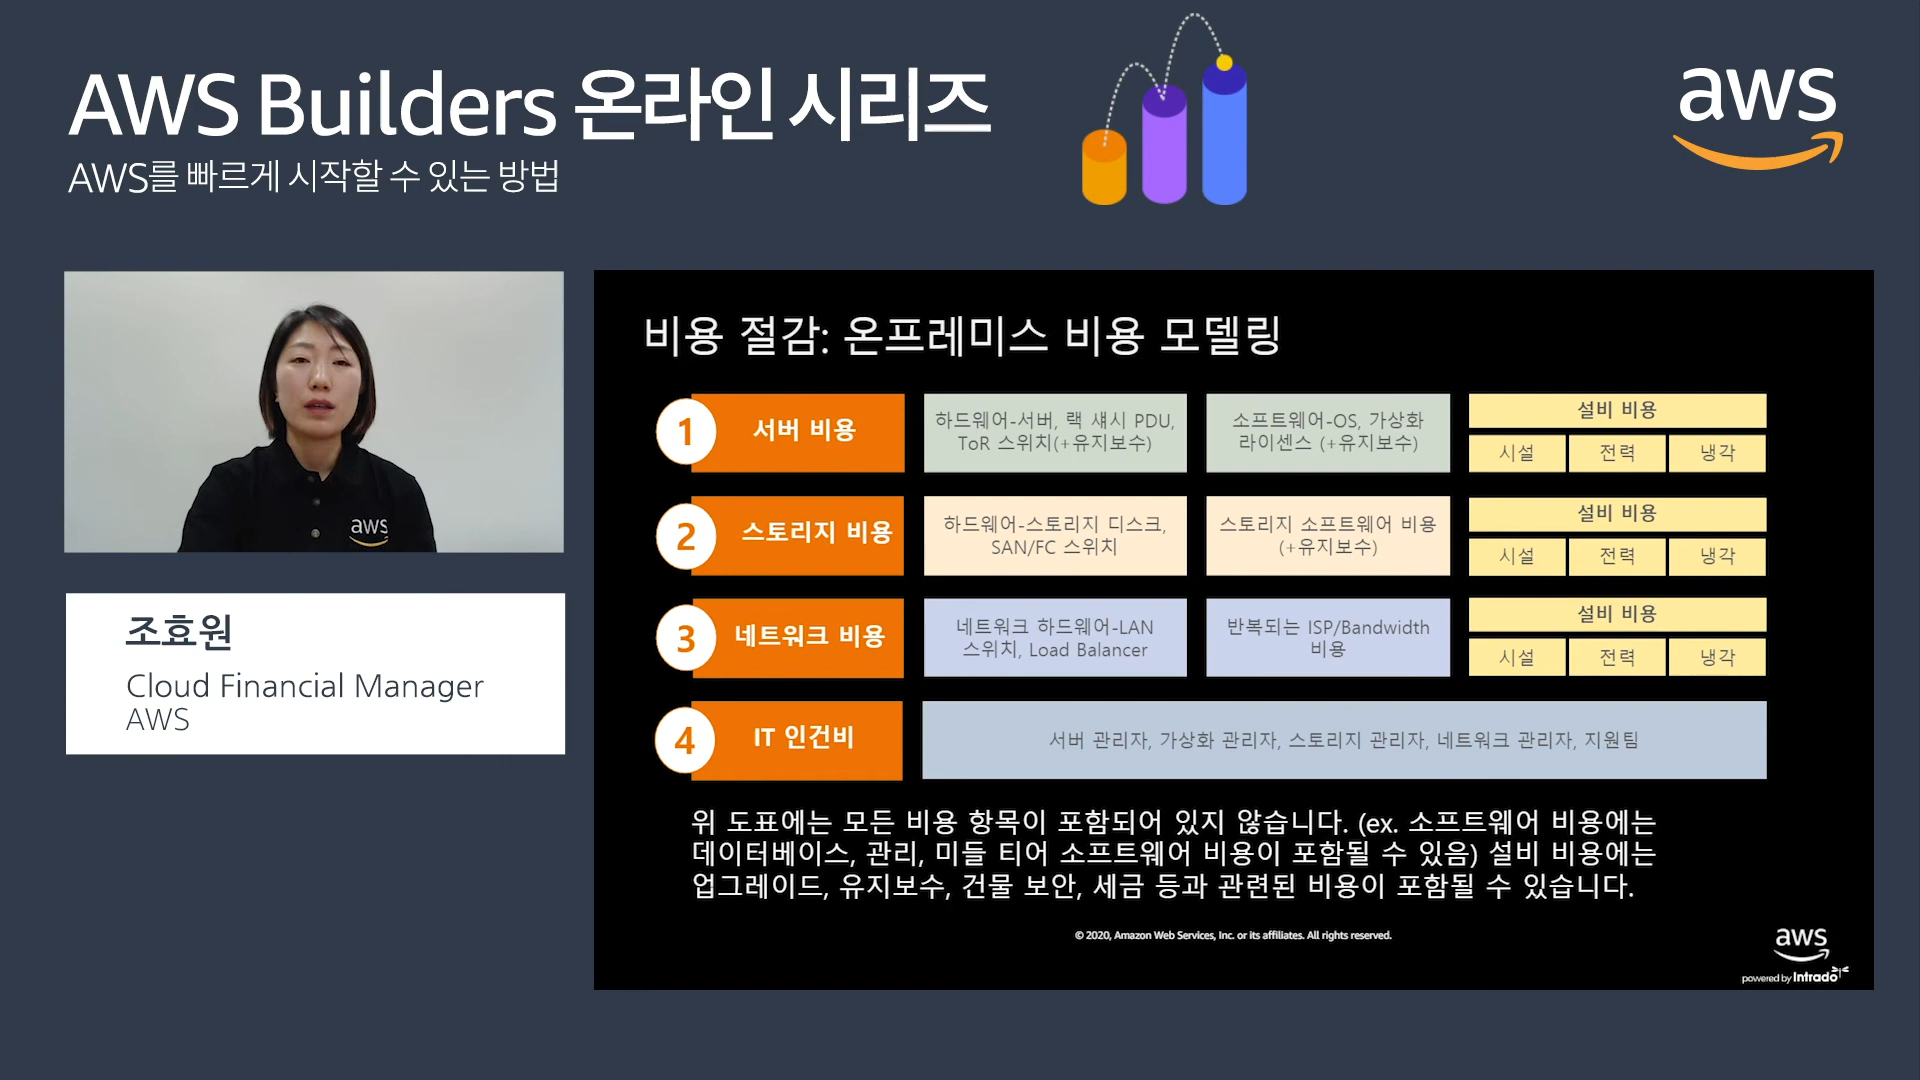 AWS Builders 온라인 시리즈
AWS를 빠르게 시작할 수 있는 방법
aws
aws
조효원
Cloud Financial Manager
AWS
비용 절감: 온프레미스 비용 모델링
1
서버 비용
하드웨어-서버, 랙 섀시 PDU,
ToR 스위치(+유지보수)
소프트웨어-OS, 가상화
라이센스 (+유지보수)
설비 비용
시설
전력
냉각
2
스토리지 비용
하드웨어-스토리지 디스크,
SAN/FC 스위치
스토리지 소프트웨어 비용
(+유지보수)
설비 비용
시설
전력
냉각
3
네트워크 비용
네트워크 하드웨어-LAN
스위치, Load Balancer
반복되는 ISP/Bandwidth
비용
설비 비용
시설
전력
냉각
4
IT 인건비
서버 관리자, 가상화 관리자, 스토리지 관리자, 네트워크 관리자, 지원팀
위 도표에는 모든 비용 항목이 포함되어 있지 않습니다. (ex. 소프트웨어 비용에는
데이터베이스, 관리, 미들 티어 소프트웨어 비용이 포함될 수 있음) 설비 비용에는
업그레이드, 유지보수, 건물 보안, 세금 등과 관련된 비용이 포함될 수 있습니다.
© 2020, Amazon Web Services, Inc. or its affiliates. All rights reserved.
aws
powered by Intrado